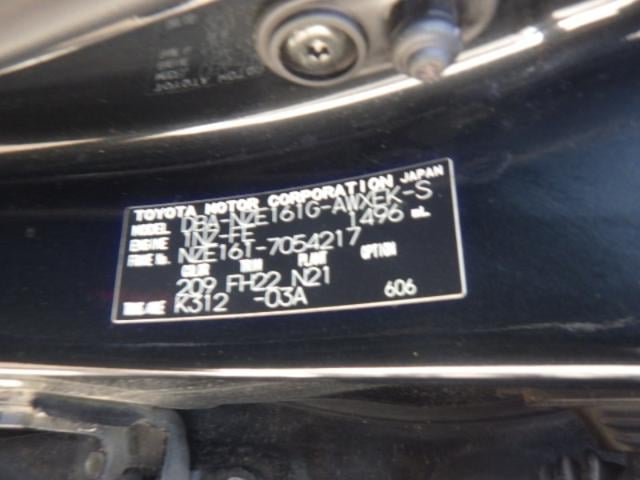 TOYOTA MOTOR CORPORATION JAPAN
MODEL DBA-NZE161G-AWXEK-S
ENGINE 1NZ-FE 1496 mL
FRAME No. NZE161-7054217
COLOR TRIM PLANT OPTION
209 FH22 N21
TRANS./AXLE K312 -03A 606